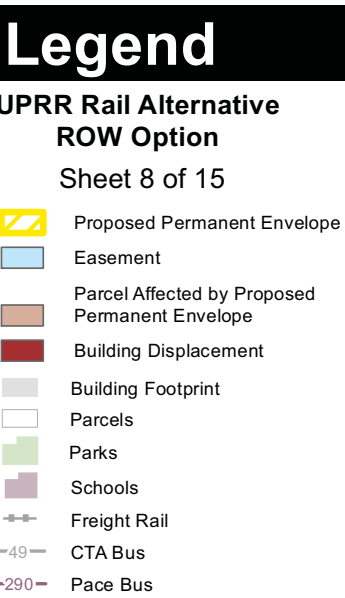 Legend
UPRR Rail Alternative
ROW Option
Sheet 8 of 15
Proposed Permanent Envelope
Easement
Parcel Affected by Proposed
Permanent Envelope
Building Displacement
Building Footprint
Parcels
Parks
Schools
Freight Rail
49 CTA Bus
290 Pace Bus